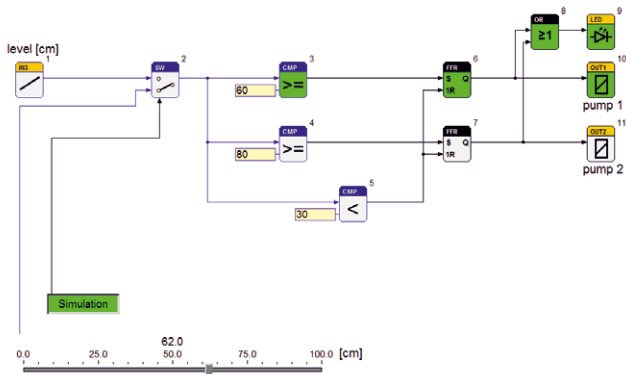 level [cm]
1
IN3
2
SW
3
CMP
>=
60
4
CMP
>=
80
5
CMP
<
30
6
FFR
S Q
1R
7
FFR
S Q
1R
8
OR
≥1
9
LED
10
OUT1
pump 1
11
OUT2
pump 2
Simulation
62.0
0.0 25.0 50.0 75.0 100.0 [cm]